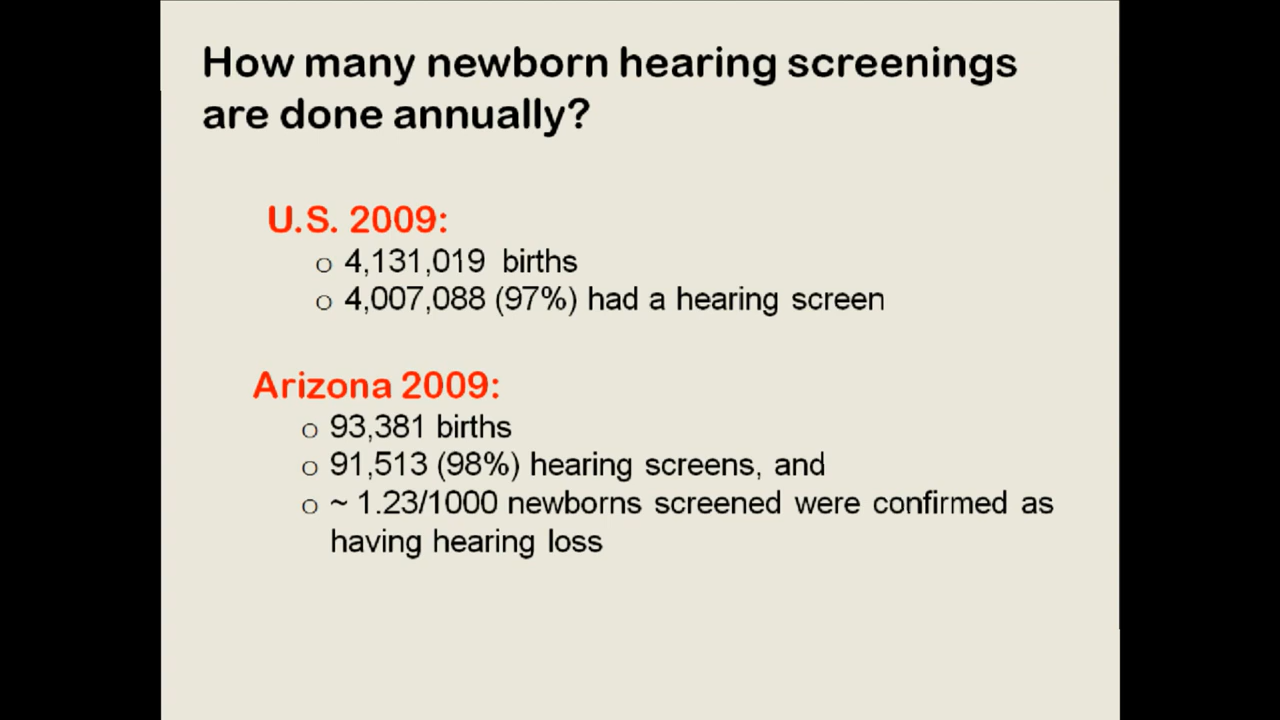 How many newborn hearing screenings
are done annually?
U.S. 2009:
o 4,131,019 births
o 4,007,088 (97%) had a hearing screen
Arizona 2009:
o 93,381 births
o 91,513 (98%) hearing screens, and
o ~ 1.23/1000 newborns screened were confirmed as
having hearing loss